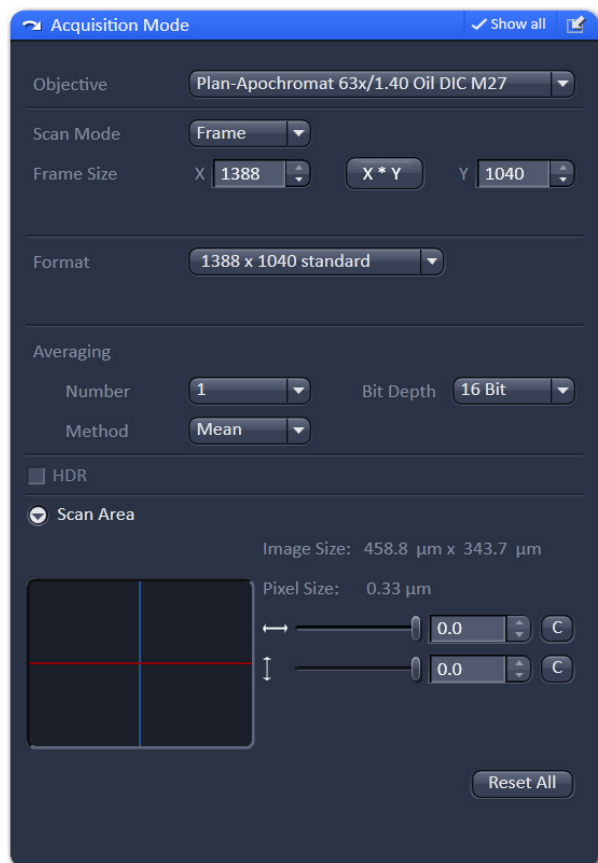 Acquisition Mode Show all
Objective Plan-Apochromat 63x/1.40 Oil DIC M27
Scan Mode Frame
Frame Size X 1388 X * Y Y 1040
Format 1388 x 1040 standard
Averaging
Number 1 Bit Depth 16 Bit
Method Mean
HDR
Scan Area
Image Size: 458.8 µm x 343.7 µm
Pixel Size: 0.33 µm
0.0 C
0.0 C
Reset All